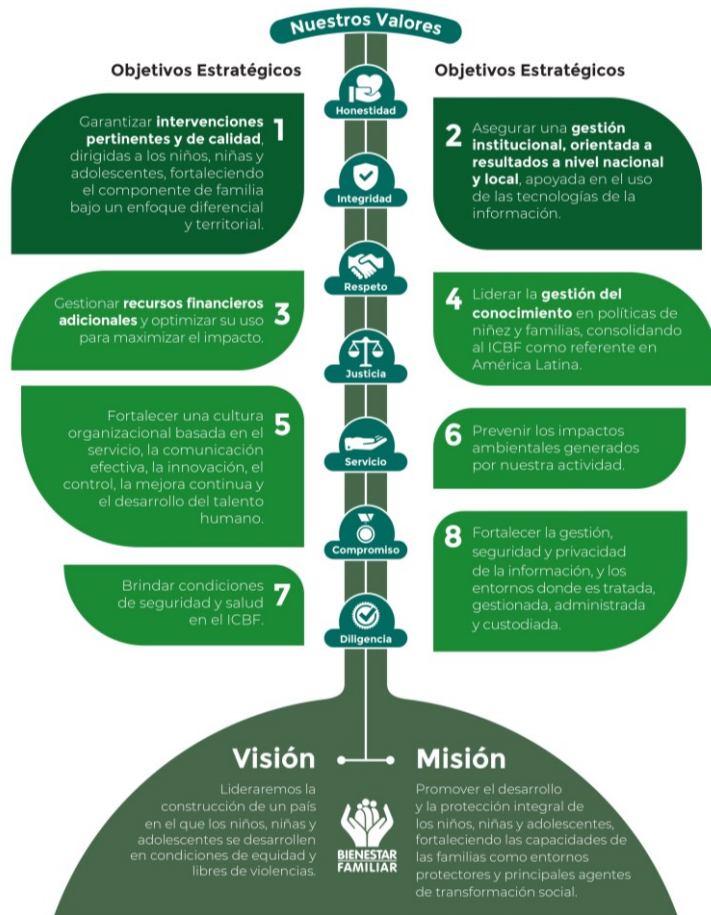 Nuestros Valores
Objetivos Estratégicos
Objetivos Estratégicos
Honestidad
1
Garantizar intervenciones
pertinentes y de calidad,
dirigidas a los niños, niñas y
adolescentes, fortaleciendo
el componente de familia
bajo un enfoque diferencial
y territorial.
2
Asegurar una gestión
institucional, orientada a
resultados a nivel nacional
y local, apoyada en el uso
de las tecnologías de la
información.
Integridad
Respeto
3
Gestionar recursos financieros
adicionales y optimizar su uso
para maximizar el impacto.
4
Liderar la gestión del
conocimiento en políticas de
niñez y familias, consolidando
al ICBF como referente en
América Latina.
Justicia
5
Fortalecer una cultura
organizacional basada en el
servicio, la comunicación
efectiva, la innovación, el
control, la mejora continua y
el desarrollo del talento
humano.
6
Prevenir los impactos
ambientales generados
por nuestra actividad.
Servicio
Compromiso
7
Brindar condiciones
de seguridad y salud
en el ICBF.
8
Fortalecer la gestión,
seguridad y privacidad
de la información, y los
entornos donde es tratada,
gestionada, administrada
y custodiada.
Diligencia
Visión
Lideraremos la
construcción de un país
en el que los niños, niñas y
adolescentes se desarrollen
en condiciones de equidad y
libres de violencias.
Misión
Promover el desarrollo
y la protección integral de
los niños, niñas y adolescentes,
fortaleciendo las capacidades de
las familias como entornos
protectores y principales agentes
de transformación social.
BIENESTAR
FAMILIAR